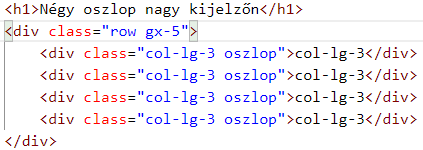 <h1>Négy oszlop nagy kijelzőn</h1>
<div class="row gx-5">
    <div class="col-lg-3 oszlop">col-lg-3</div>
    <div class="col-lg-3 oszlop">col-lg-3</div>
    <div class="col-lg-3 oszlop">col-lg-3</div>
    <div class="col-lg-3 oszlop">col-lg-3</div>
</div>